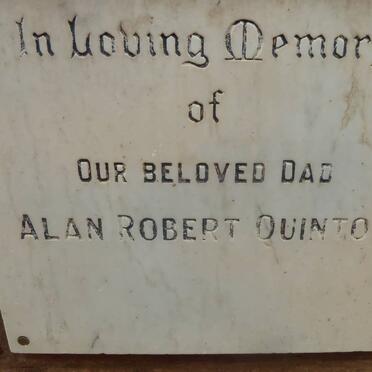 In Loving Memor
of
OUR BELOVED DAD
ALAN ROBERT QUINTO